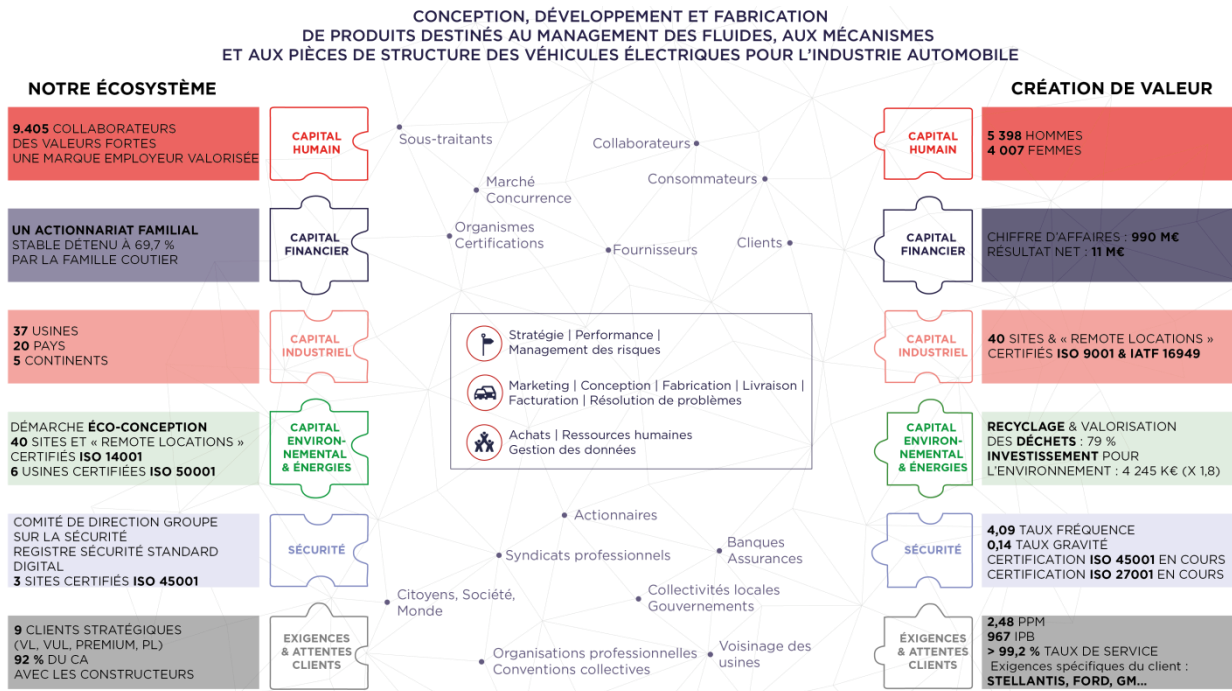 CONCEPTION, DÉVELOPPEMENT ET FABRICATION
DE PRODUITS DESTINÉS AU MANAGEMENT DES FLUIDES, AUX MÉCANISMES
ET AUX PIÈCES DE STRUCTURE DES VÉHICULES ÉLECTRIQUES POUR L'INDUSTRIE AUTOMOBILE
NOTRE ÉCOSYSTÈME
9.405 COLLABORATEURS
DES VALEURS FORTES
UNE MARQUE EMPLOYEUR VALORISÉE
CAPITAL
HUMAIN
UN ACTIONNARIAT FAMILIAL
STABLE DÉTENU À 69,7 %
PAR LA FAMILLE COUTIER
CAPITAL
FINANCIER
37 USINES
20 PAYS
5 CONTINENTS
CAPITAL
INDUSTRIEL
DÉMARCHE ÉCO-CONCEPTION
40 SITES ET « REMOTE LOCATIONS »
CERTIFIÉS ISO 14001
6 USINES CERTIFIÉES ISO 50001
CAPITAL
ENVIRON-
NEMENTAL
& ÉNERGIES
COMITÉ DE DIRECTION GROUPE
SUR LA SÉCURITÉ
REGISTRE SÉCURITÉ STANDARD
DIGITAL
3 SITES CERTIFIÉS ISO 45001
SÉCURITÉ
9 CLIENTS STRATÉGIQUES
(VL, VUL, PREMIUM, PL)
92 % DU CA
AVEC LES CONSTRUCTEURS
EXIGENCES
& ATTENTES
CLIENTS
Sous-traitants
Collaborateurs
Marché
Concurrence
Consommateurs
Organismes
Certifications
Fournisseurs
Clients
Stratégie | Performance |
Management des risques
Marketing | Conception | Fabrication | Livraison |
Facturation | Résolution de problèmes
Achats | Ressources humaines
Gestion des données
Actionnaires
Syndicats professionnels
Banques
Assurances
Citoyens, Société,
Monde
Collectivités locales
Gouvernements
Organisations professionnelles
Conventions collectives
Voisinage des
usines
CRÉATION DE VALEUR
CAPITAL
HUMAIN
5 398 HOMMES
4 007 FEMMES
CAPITAL
FINANCIER
CHIFFRE D'AFFAIRES : 990 M€
RÉSULTAT NET : 11 M€
CAPITAL
INDUSTRIEL
40 SITES & « REMOTE LOCATIONS »
CERTIFIÉS ISO 9001 & IATF 16949
CAPITAL
ENVIRON-
NEMENTAL
& ÉNERGIES
RECYCLAGE & VALORISATION
DES DÉCHETS : 79 %
INVESTISSEMENT POUR
L'ENVIRONNEMENT : 4 245 K€ (X 1,8)
SÉCURITÉ
4,09 TAUX FRÉQUENCE
0,14 TAUX GRAVITÉ
CERTIFICATION ISO 45001 EN COURS
CERTIFICATION ISO 27001 EN COURS
ÉXIGENCES
& ATTENTES
CLIENTS
2,48 PPM
967 IPB
> 99,2 % TAUX DE SERVICE
Exigences spécifiques du client :
STELLANTIS, FORD, GM...